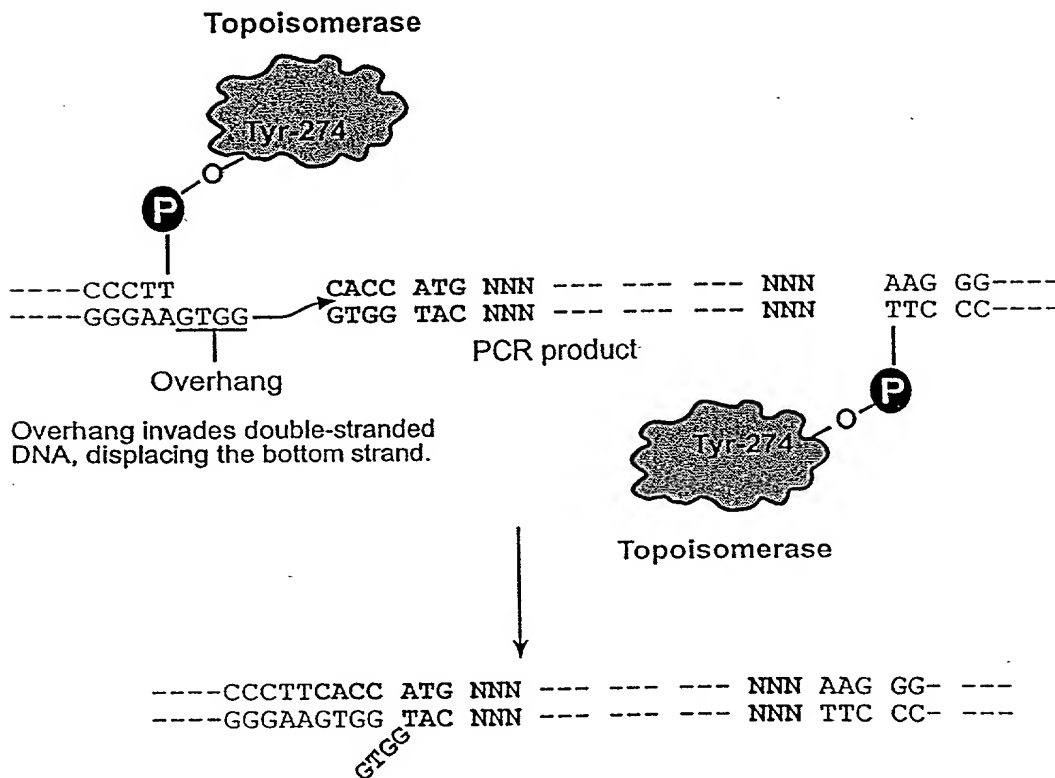 Topoisomerase
Tyr-274
O
P
----CCCTT
----GGGAAGTGG
CACC ATG NNN --- --- --- --- NNN
GTGG TAC NNN --- --- --- --- NNN
AAG GG----
TTC CC----
PCR product
Overhang
P
O
Tyr-274
Overhang invades double-stranded
DNA, displacing the bottom strand.
Topoisomerase
----CCCTTCACC ATG NNN --- --- --- --- NNN AAG GG- ---
----GGGAAGTGG TAC NNN --- --- --- --- NNN TTC CC- ---
GTGG